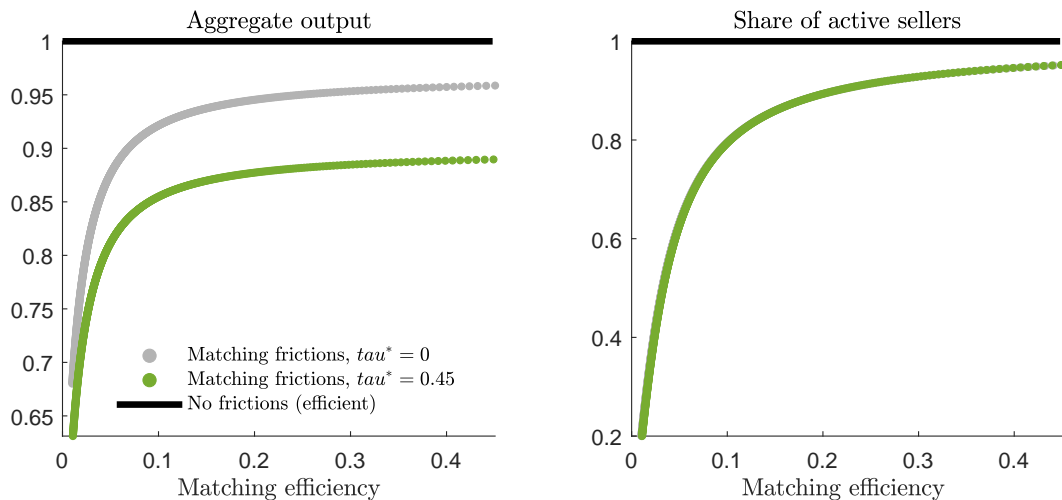 Aggregate output
1
0.95
0.9
0.85
0.8
0.75
0.7
0.65
Matching frictions, tau* = 0
Matching frictions, tau* = 0.45
No frictions (efficient)
0 0.1 0.2 0.3 0.4
Matching efficiency
Share of active sellers
1
0.8
0.6
0.4
0.2
0 0.1 0.2 0.3 0.4
Matching efficiency